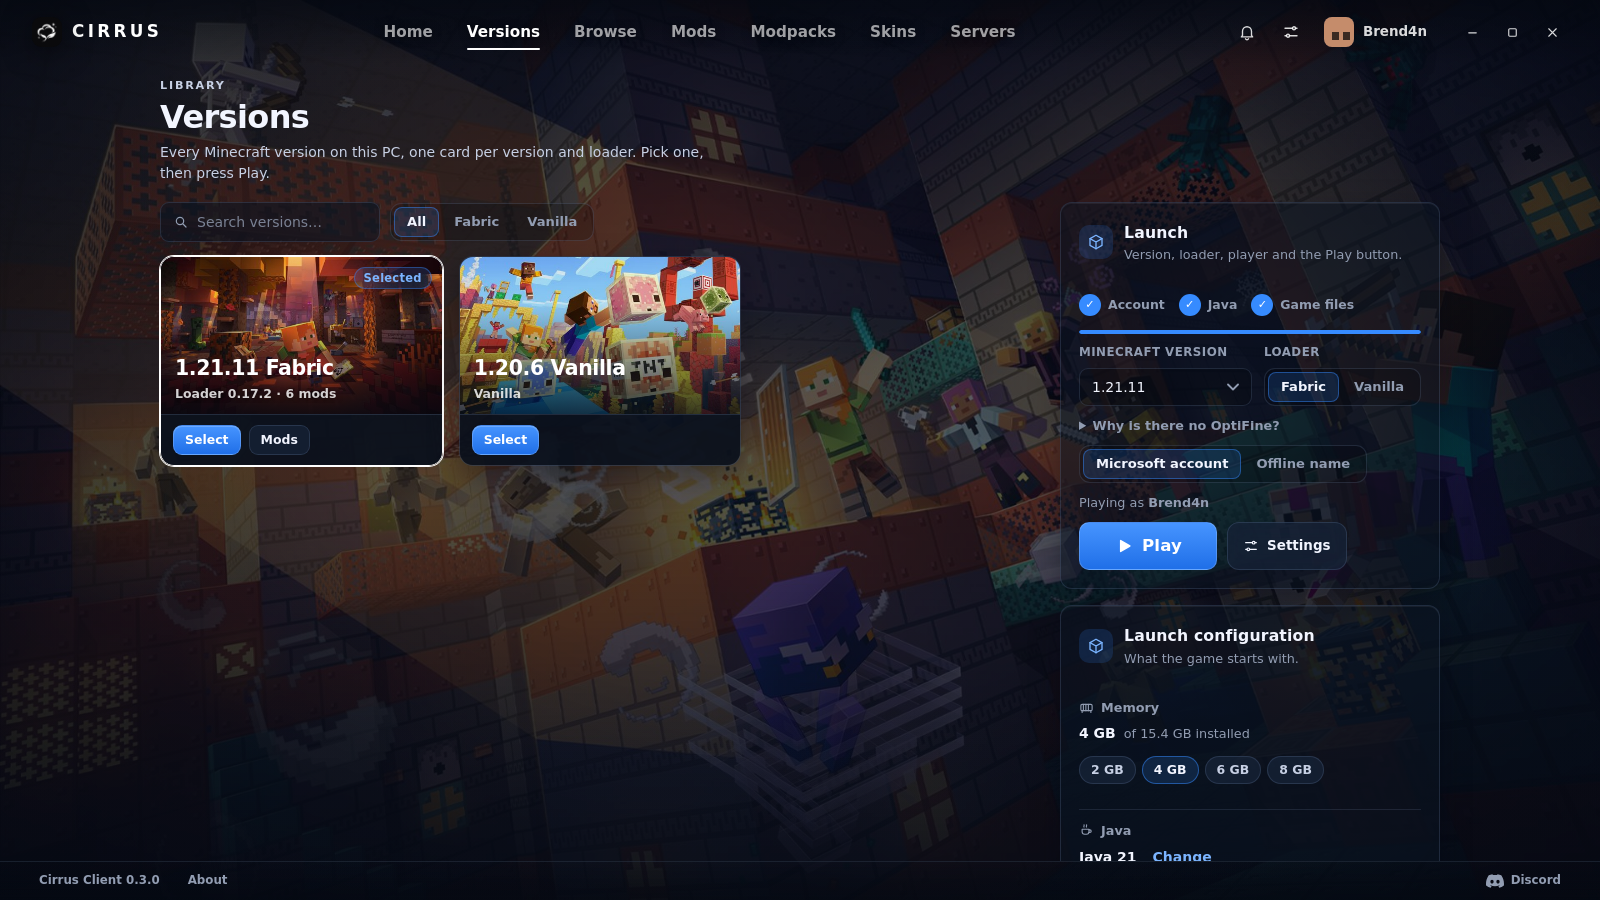 CIRRUS
Home
Versions
Browse
Mods
Modpacks
Skins
Servers
Brend4n
LIBRARY
Versions
Every Minecraft version on this PC, one card per version and loader. Pick one,
then press Play.
Search versions...
All
Fabric
Vanilla
Selected
1.21.11 Fabric
Loader 0.17.2 · 6 mods
Select
Mods
1.20.6 Vanilla
Vanilla
Select
Launch
Version, loader, player and the Play button.
Account
Java
Game files
MINECRAFT VERSION
LOADER
1.21.11
Fabric
Vanilla
Why is there no OptiFine?
Microsoft account
Offline name
Playing as Brend4n
Play
Settings
Launch configuration
What the game starts with.
Memory
4 GB of 15.4 GB installed
2 GB
4 GB
6 GB
8 GB
Java
Java 21
Change
Cirrus Client 0.3.0
About
Discord